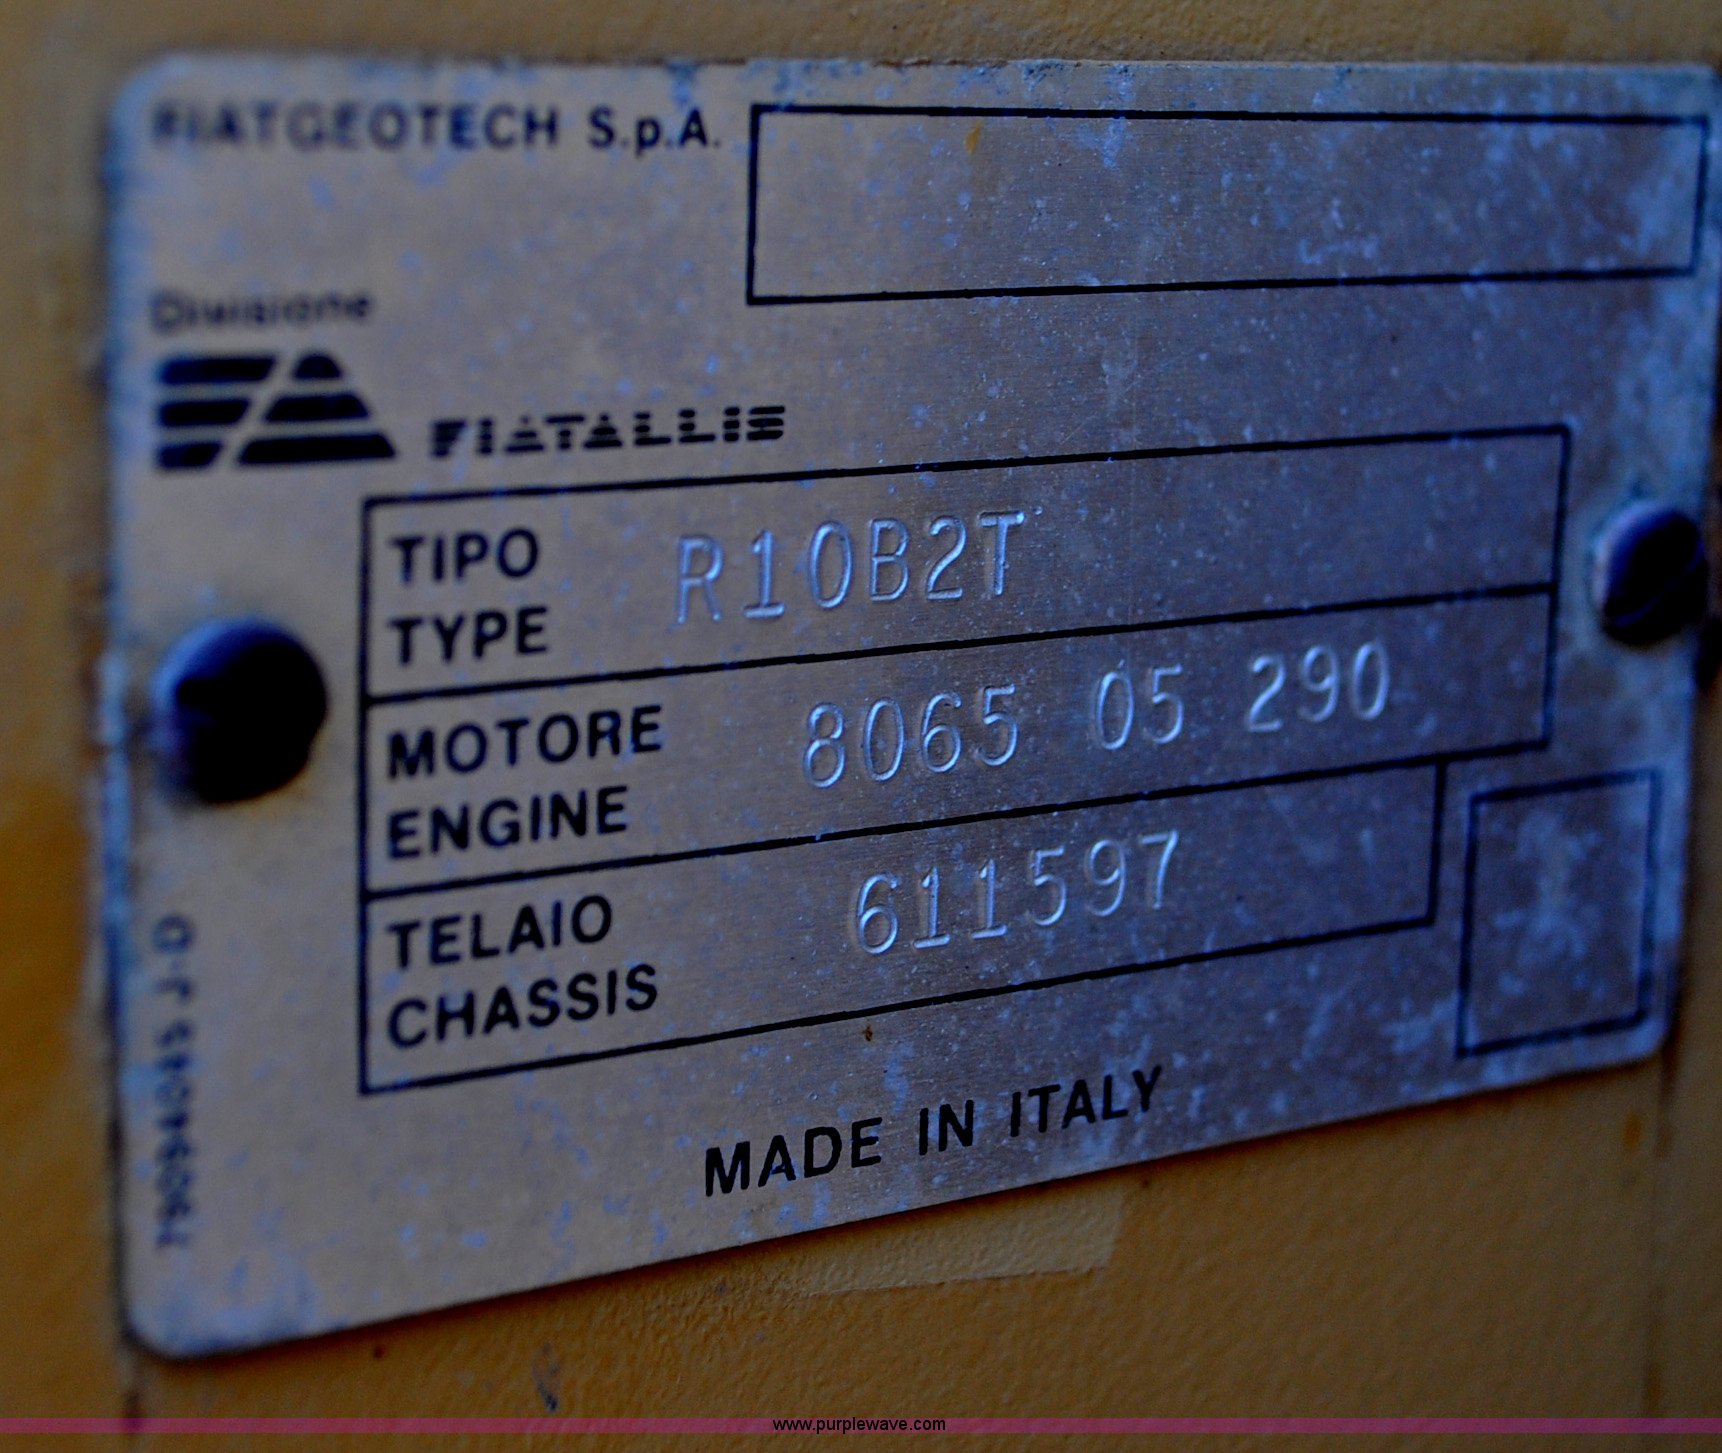 FIATGEOTECH S.p.A.
Divisione
FIATALLIS
TIPO
TYPE
R10B2T
MOTORE
ENGINE
8065 05 290
TELAIO
CHASSIS
611597
MADE IN ITALY
www.purplewave.com